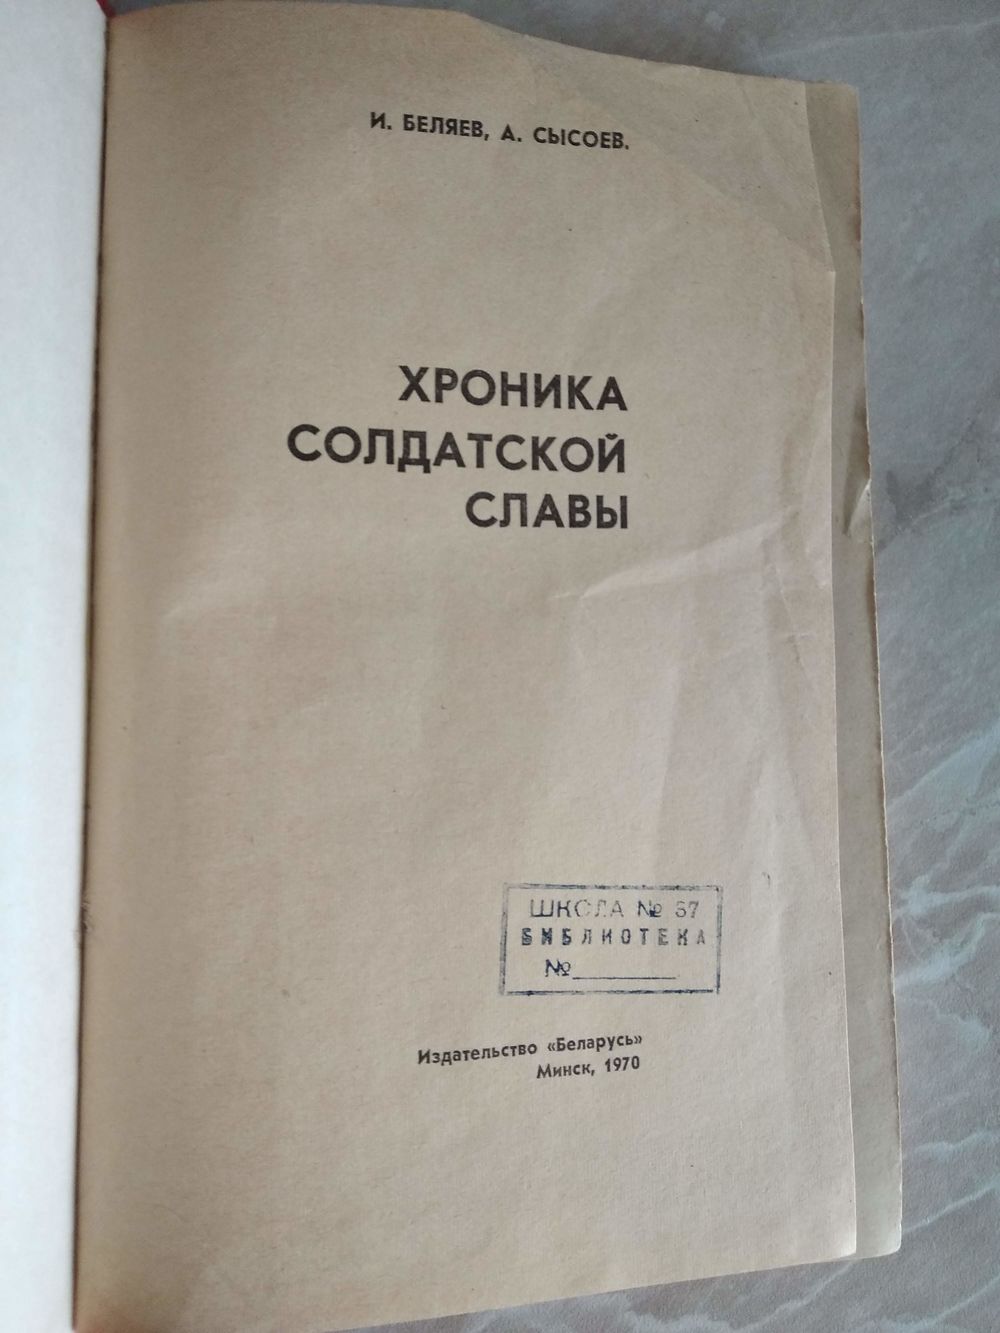 И. БЕЛЯЕВ, А. СЫСОЕВ.
ХРОНИКА
СОЛДАТСКОЙ
СЛАВЫ
ШКОЛА № 57
БИБЛИОТЕКА
№
Издательство «Беларусь»
Минск, 1970